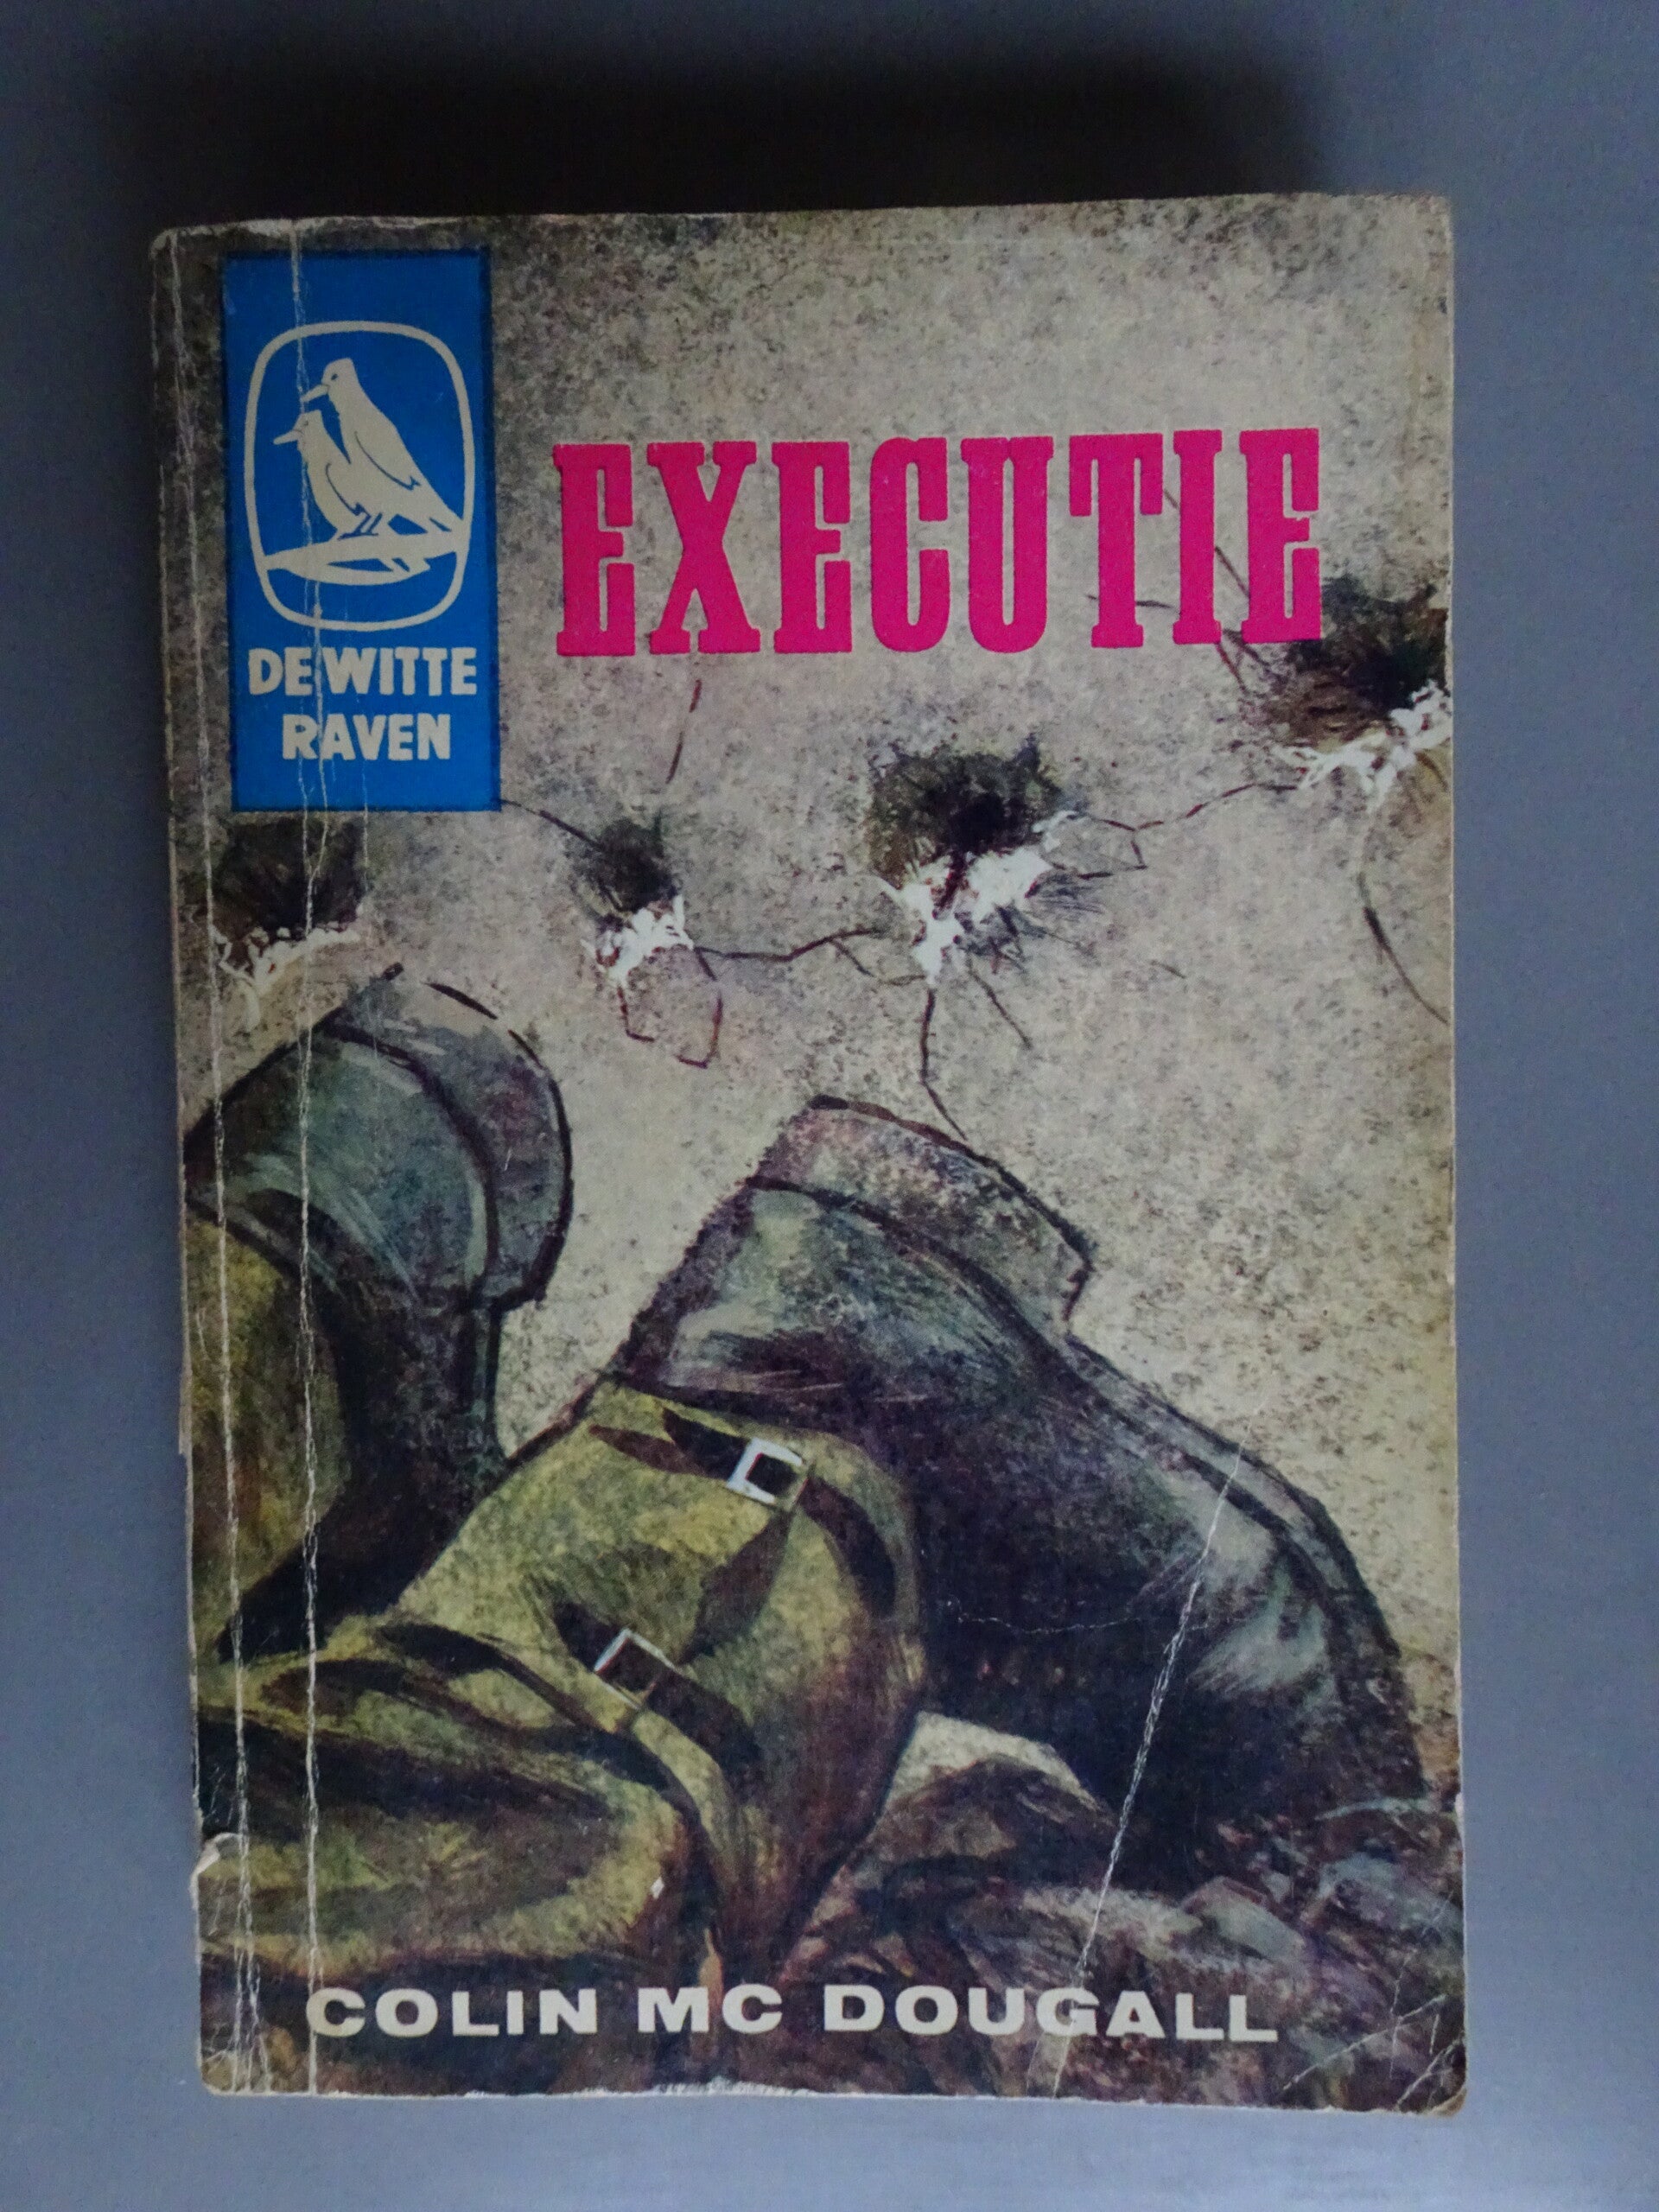 DE WITTE
RAVEN
EXECUTIE
COLIN MC DOUGALL